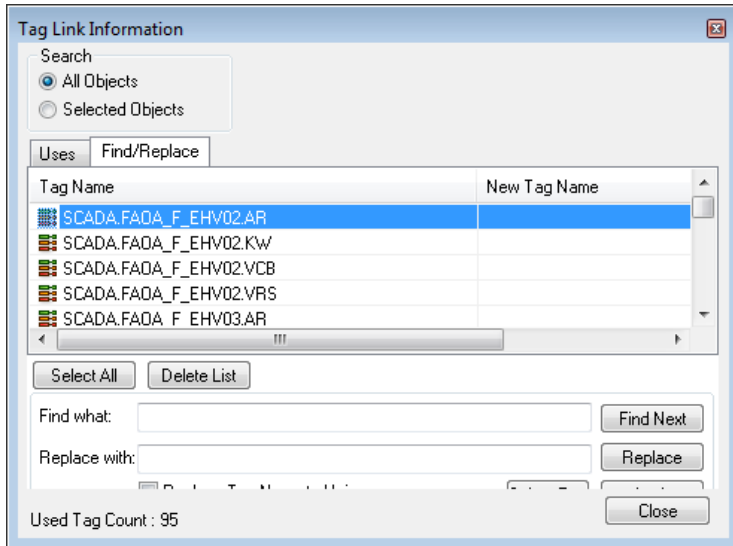 Tag Link Information
Search
All Objects
Selected Objects
Uses Find/Replace
Tag Name New Tag Name
SCADA.FAOA_F_EHV02.AR
SCADA.FAOA_F_EHV02.KW
SCADA.FAOA_F_EHV02.VCB
SCADA.FAOA_F_EHV02.VRS
SCADA.FAOA_F_EHV03.AR
Select All Delete List
Find what: Find Next
Replace with: Replace
Used Tag Count : 95 Close